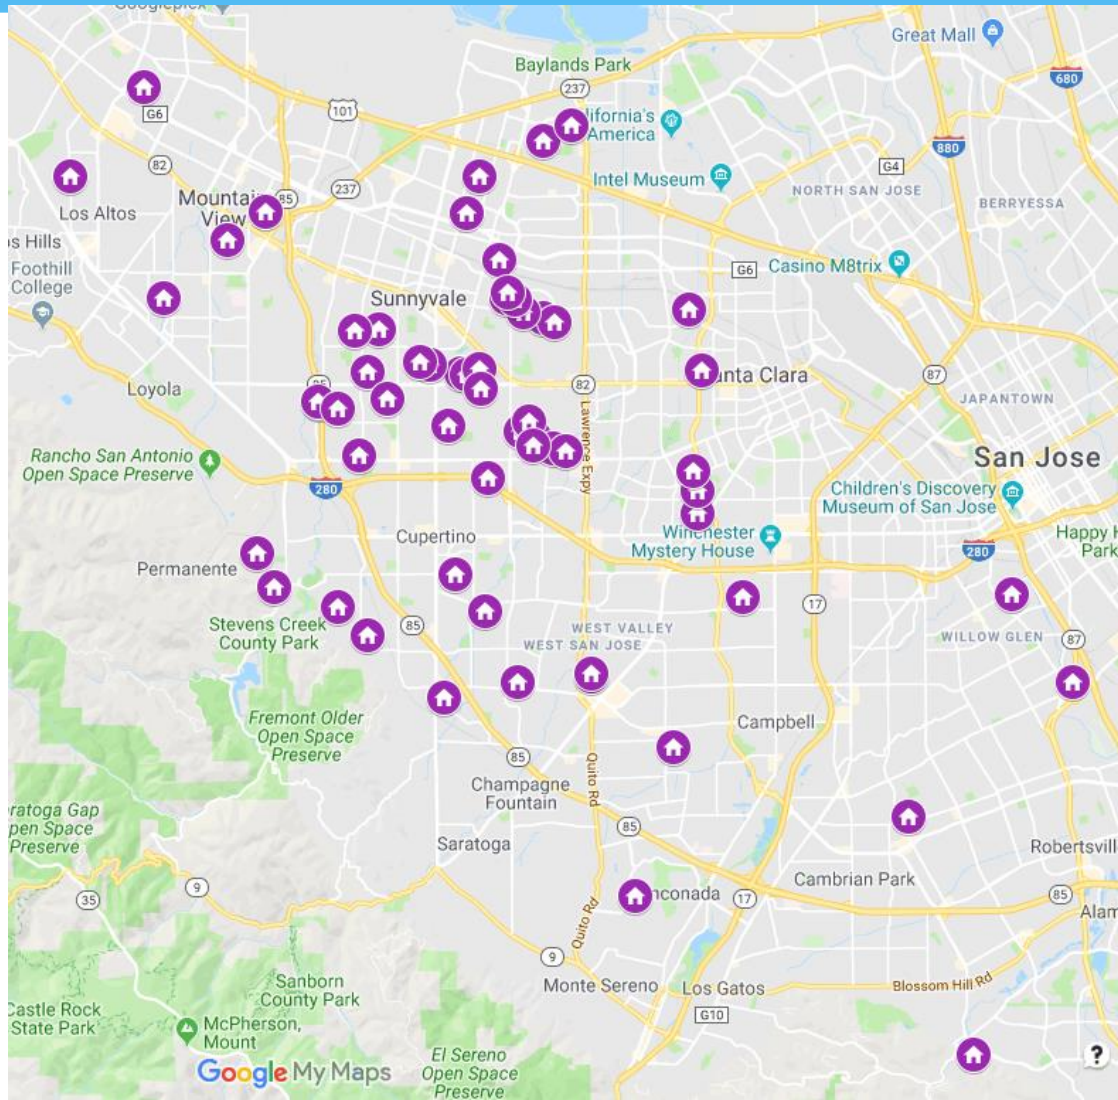 Googleplex
Great Mall
Baylands Park
680
237
101
G6
ifornia's
America
880
82
G4
Intel Museum
NORTH SAN JOSE
237
85
Mountai
View
BERRYESSA
Los Altos
os Hills
Foothill
College
G6
Casino M8trix
Sunnyvale
Loyola
85
82
anta Clara
87
JAPANTOWN
Lawrence Expy
Rancho San Antonio
Open Space Preserve
San Jose
280
Children's Discovery
Museum of San Jose
Cupertino
Winchester
Mystery House
280
Happy H
Park
Permanente
17
Stevens Creek
County Park
85
WEST VALLEY
WEST SAN JOSE
WILLOW GLEN
87
Fremont Older
Open Space
Preserve
Campbell
85
Quito Rd
Champagne
Fountain
ratoga Gap
pen Space
Preserve
85
Saratoga
Robertsvill
9
35
Cambrian Park
nconada
17
85
Alam
Quito Rd
9
Sanborn
County Park
Monte Sereno
Los Gatos
Blossom Hill Rd
Castle Rock
State Park
G10
McPherson,
Mount
El Sereno
Open Space
Preserve
Google My Maps
?